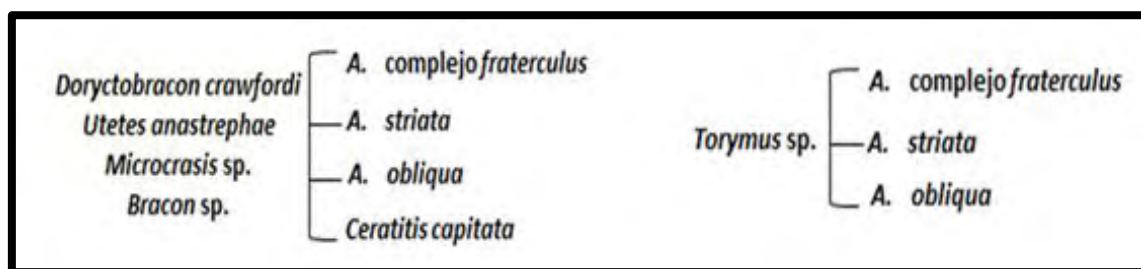 Doryctobracon crawfordi
Utetes anastrephae
Microcrasis sp.
Bracon sp.
A. complejo fraterculus
A. striata
A. obliqua
Ceratitis capitata
Torymus sp.
A. complejo fraterculus
A. striata
A. obliqua